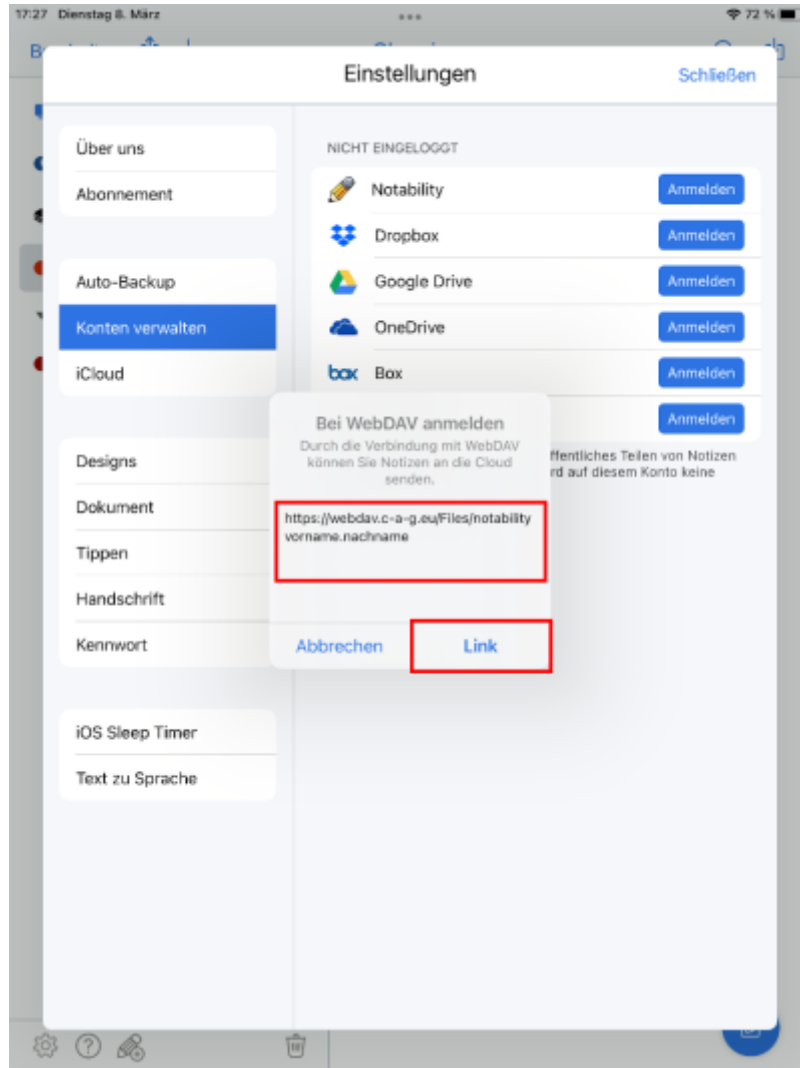 17:27 Dienstag 8. März
72 %
Einstellungen
Schließen
Über uns
Abonnement
Auto-Backup
Konten verwalten
iCloud
Designs
Dokument
Tippen
Handschrift
Kennwort
iOS Sleep Timer
Text zu Sprache
NICHT EINGELOGGT
Notability Anmelden
Dropbox Anmelden
Google Drive Anmelden
OneDrive Anmelden
box Box Anmelden
Anmelden
Teilen von Notizen
auf diesem Konto keine
Bei WebDAV anmelden
Durch die Verbindung mit WebDAV
können Sie Notizen an die Cloud
senden.
https://webdav.c-a-g.eu/Files/notability
vorname.nachname
Abbrechen Link